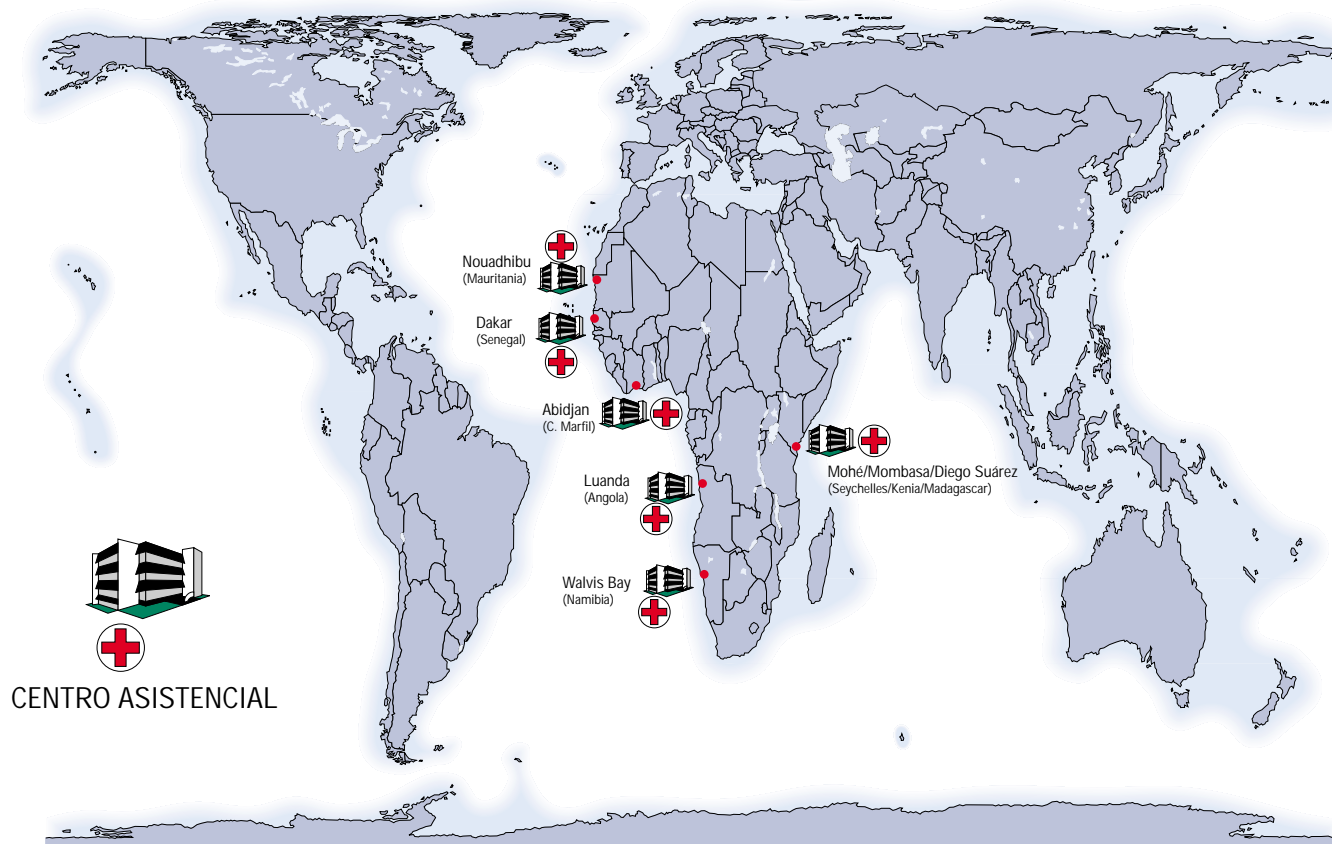 Nouadhibu
(Mauritania)
Dakar
(Senegal)
Abidjan
(C. Marfil)
Mohé/Mombasa/Diego Suárez
(Seychelles/Kenia/Madagascar)
Luanda
(Angola)
Walvis Bay
(Namibia)
CENTRO ASISTENCIAL